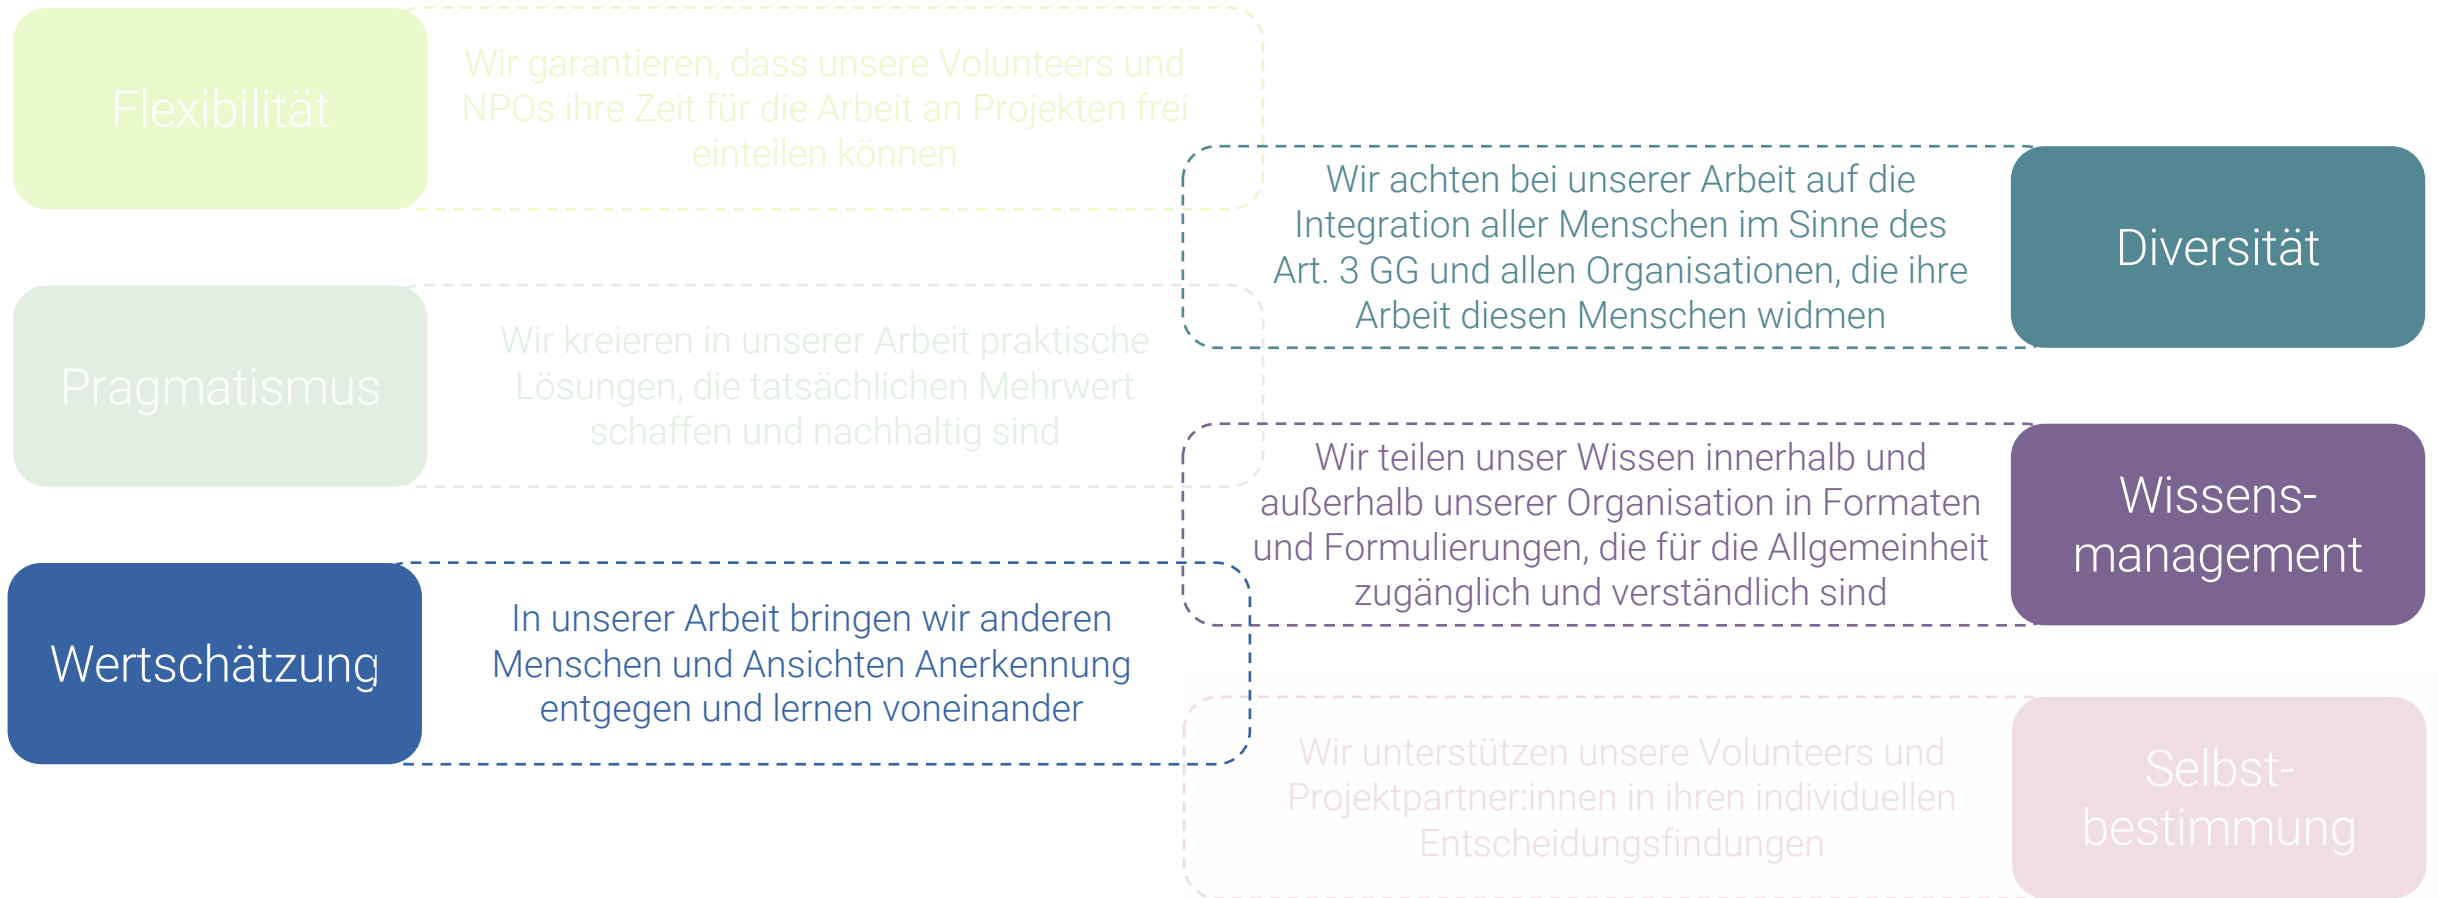 Flexibilität
Wir garantieren, dass unsere Volunteers und
NPOs ihre Zeit für die Arbeit an Projekten frei
einteilen können
Wir achten bei unserer Arbeit auf die
Integration aller Menschen im Sinne des
Art. 3 GG und allen Organisationen, die ihre
Arbeit diesen Menschen widmen
Diversität
Pragmatismus
Wir kreieren in unserer Arbeit praktische
Lösungen, die tatsächlichen Mehrwert
schaffen und nachhaltig sind
Wir teilen unser Wissen innerhalb und
außerhalb unserer Organisation in Formaten
und Formulierungen, die für die Allgemeinheit
zugänglich und verständlich sind
Wissens-
management
Wertschätzung
In unserer Arbeit bringen wir anderen
Menschen und Ansichten Anerkennung
entgegen und lernen voneinander
Wir unterstützen unsere Volunteers und
Projektpartner:innen in ihren individuellen
Entscheidungsfindungen
Selbst-
bestimmung